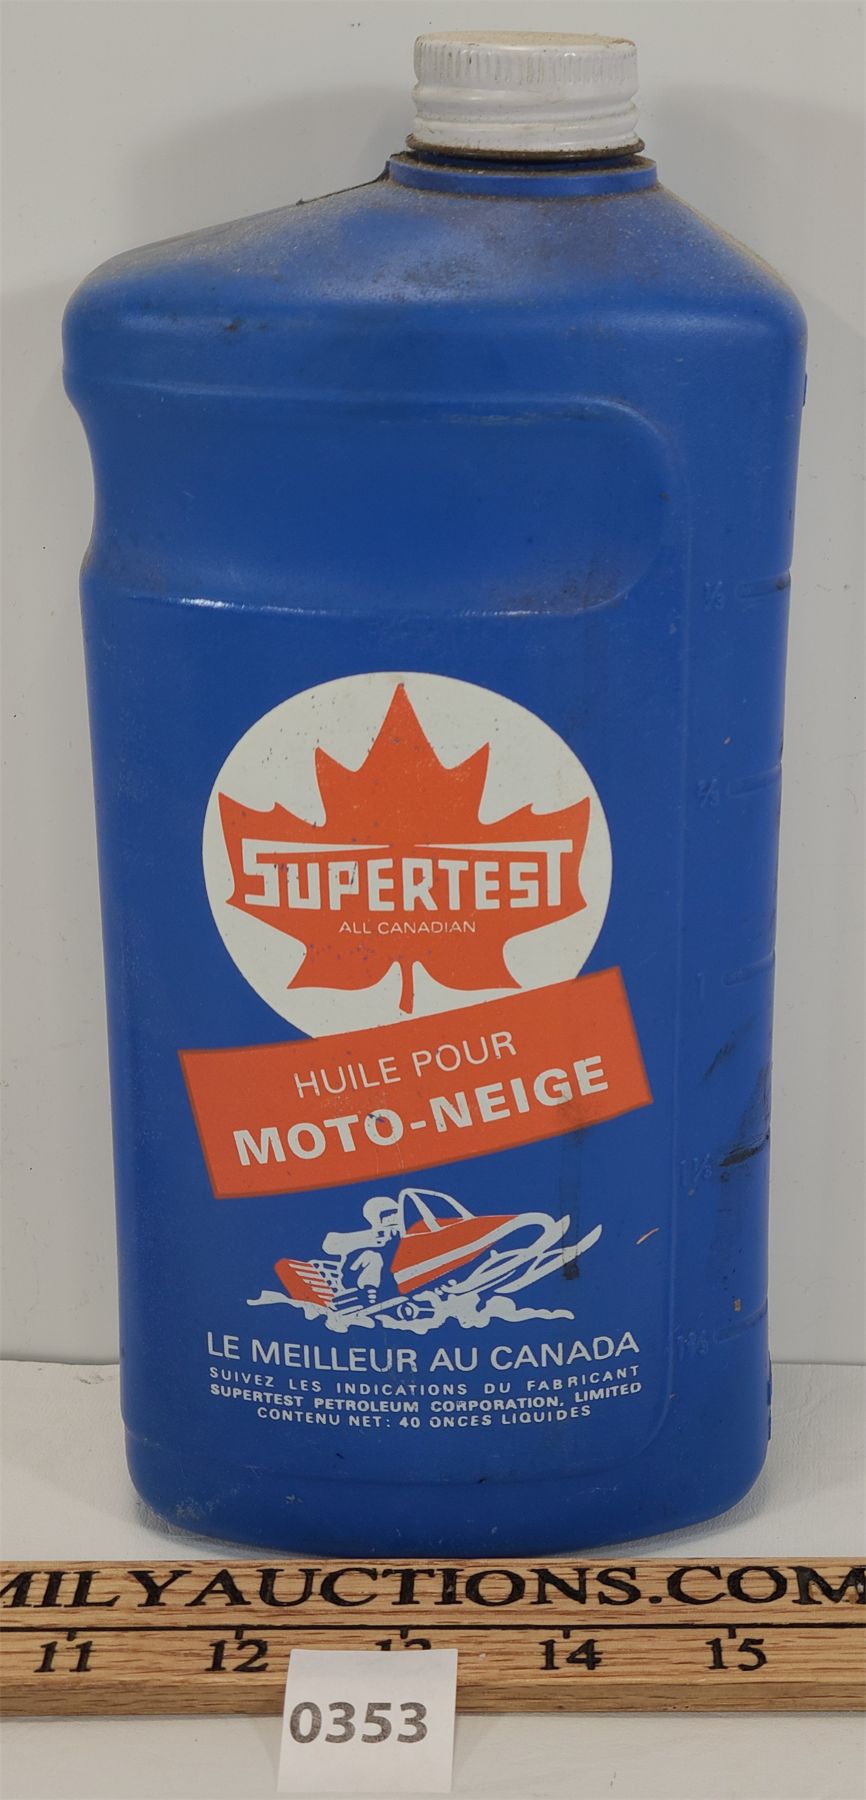 SUPERTEST
ALL CANADIAN
HUILE POUR
MOTO-NEIGE
LE MEILLEUR AU CANADA
SUIVEZ LES INDICATIONS DU FABRICANT
SUPERTEST PETROLEUM CORPORATION, LIMITED
CONTENU NET: 40 ONCES LIQUIDES
MILYAUCTIONS.COM
11 12 13 14 15
0353